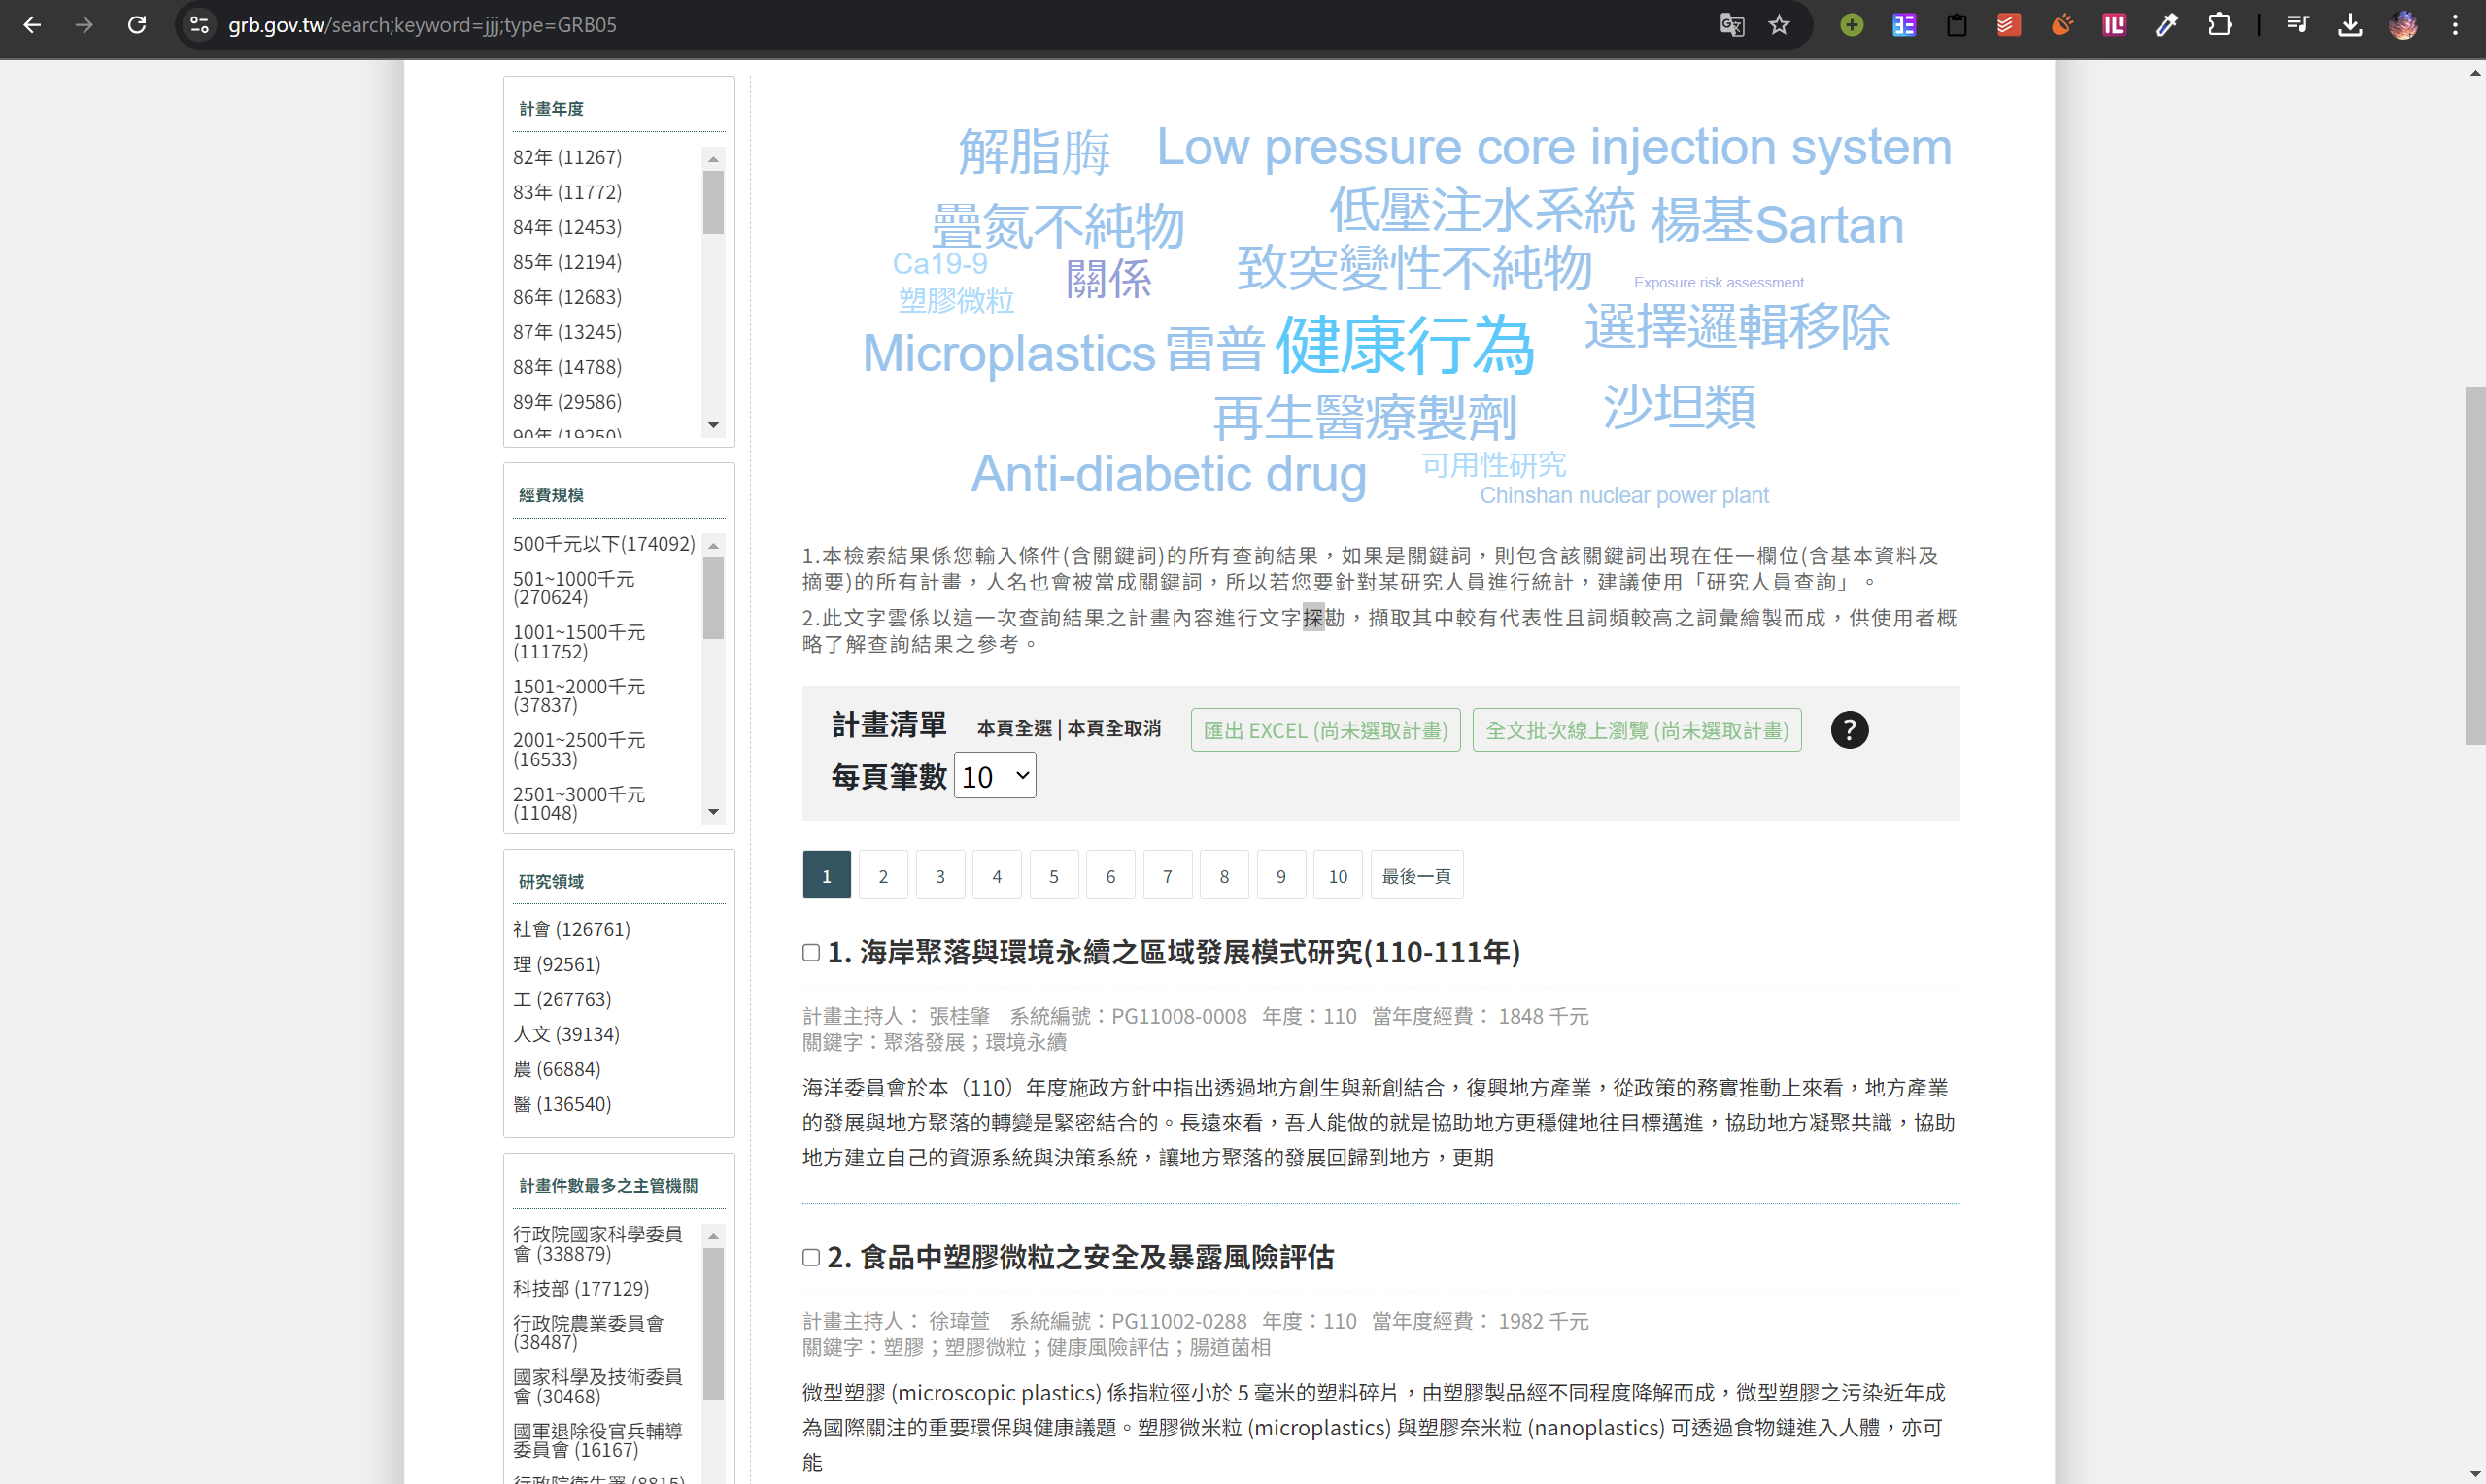 grb.gov.tw/search;keyword=jjj;type=GRB05
計畫年度
82年 (11267)
83年 (11772)
84年 (12453)
85年 (12194)
86年 (12683)
87年 (13245)
88年 (14788)
89年 (29586)
90年 (19250)
經費規模
500千元以下(174092)
501~1000千元
(270624)
1001~1500千元
(111752)
1501~2000千元
(37837)
2001~2500千元
(16533)
2501~3000千元
(11048)
研究領域
社會 (126761)
理 (92561)
工 (267763)
人文 (39134)
農 (66884)
醫 (136540)
計畫件數最多之主管機關
行政院國家科學委員
會 (338879)
科技部 (177129)
行政院農業委員會
(38487)
國家科學及技術委員
會 (30468)
國軍退除役官兵輔導
委員會 (16167)
行政院衛生署 (8815)
解脂䏶 Low pressure core injection system
疊氮不純物 低壓注水系統 楊基Sartan
Ca19-9 關係 致突變性不純物 Exposure risk assessment
塑膠微粒
Microplastics 雷普 健康行為 選擇邏輯移除
再生醫療製劑 沙坦類
Anti-diabetic drug 可用性研究
Chinshan nuclear power plant
1.本檢索結果係您輸入條件(含關鍵詞)的所有查詢結果，如果是關鍵詞，則包含該關鍵詞出現在任一欄位(含基本資料及
摘要)的所有計畫，人名也會被當成關鍵詞，所以若您要針對某研究人員進行統計，建議使用「研究人員查詢」。
2.此文字雲係以這一次查詢結果之計畫內容進行文字探勘，擷取其中較有代表性且詞頻較高之詞彙繪製而成，供使用者概
略了解查詢結果之參考。
計畫清單 本頁全選 | 本頁全取消 匯出 EXCEL (尚未選取計畫) 全文批次線上瀏覽 (尚未選取計畫) ?
每頁筆數 10
1 2 3 4 5 6 7 8 9 10 最後一頁
1. 海岸聚落與環境永續之區域發展模式研究(110-111年)
計畫主持人： 張桂肇 系統編號：PG11008-0008 年度：110 當年度經費： 1848 千元
關鍵字：聚落發展；環境永續
海洋委員會於本（110）年度施政方針中指出透過地方創生與新創結合，復興地方產業，從政策的務實推動上來看，地方產業
的發展與地方聚落的轉變是緊密結合的。長遠來看，吾人能做的就是協助地方更穩健地往目標邁進，協助地方凝聚共識，協助
地方建立自己的資源系統與決策系統，讓地方聚落的發展回歸到地方，更期
2. 食品中塑膠微粒之安全及暴露風險評估
計畫主持人： 徐瑋萱 系統編號：PG11002-0288 年度：110 當年度經費： 1982 千元
關鍵字：塑膠；塑膠微粒；健康風險評估；腸道菌相
微型塑膠 (microscopic plastics) 係指粒徑小於 5 毫米的塑料碎片，由塑膠製品經不同程度降解而成，微型塑膠之污染近年成
為國際關注的重要環保與健康議題。塑膠微米粒 (microplastics) 與塑膠奈米粒 (nanoplastics) 可透過食物鏈進入人體，亦可
能